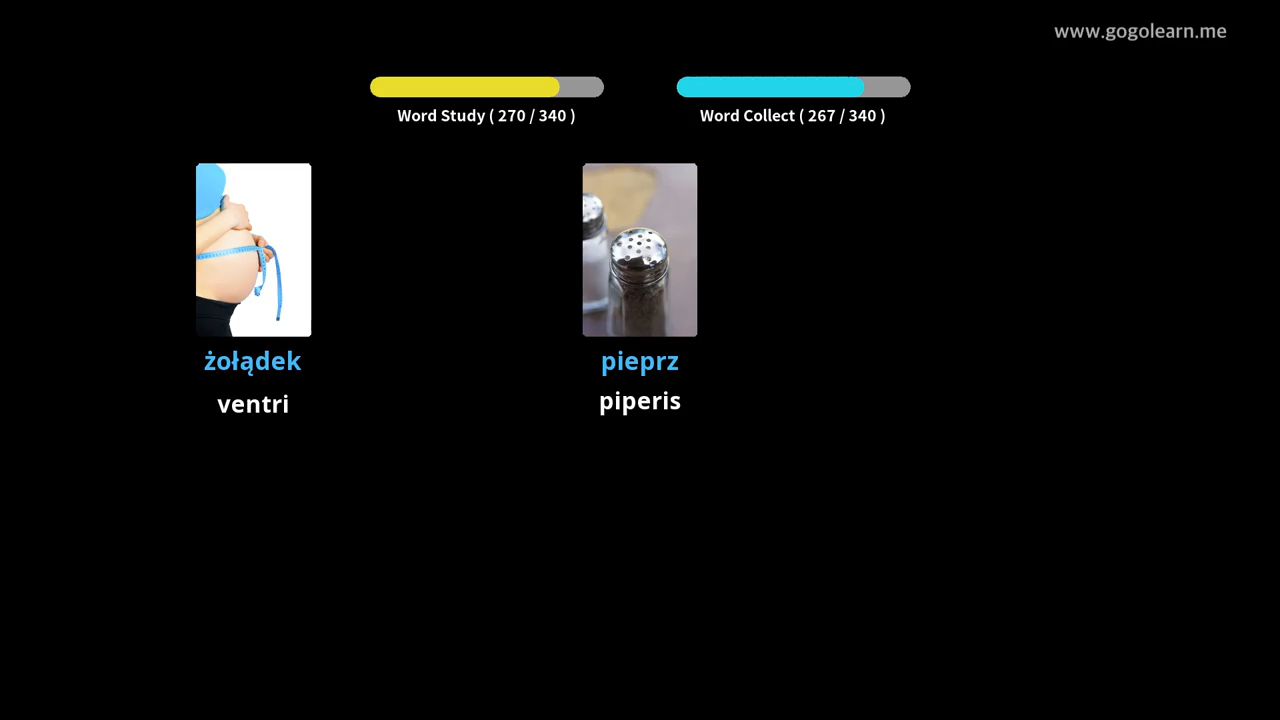 www.gogolearn.me
Word Study ( 270 / 340 )
Word Collect ( 267 / 340 )
żołądek
ventri
pieprz
piperis